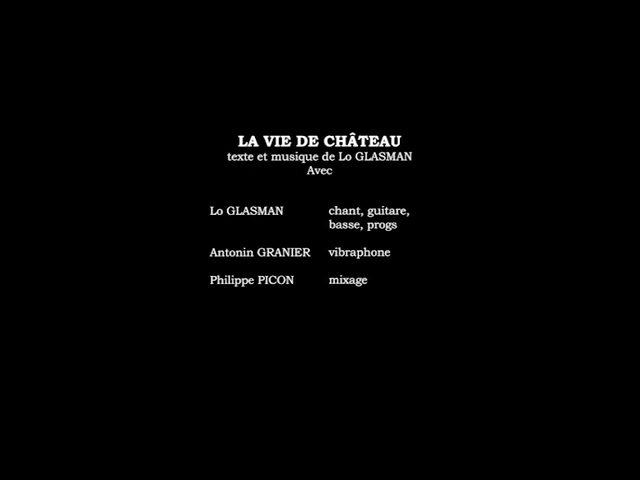 LA VIE DE CHÂTEAU
texte et musique de Lo GLASMAN
Avec
Lo GLASMAN chant, guitare,
basse, progs
Antonin GRANIER vibraphone
Philippe PICON mixage